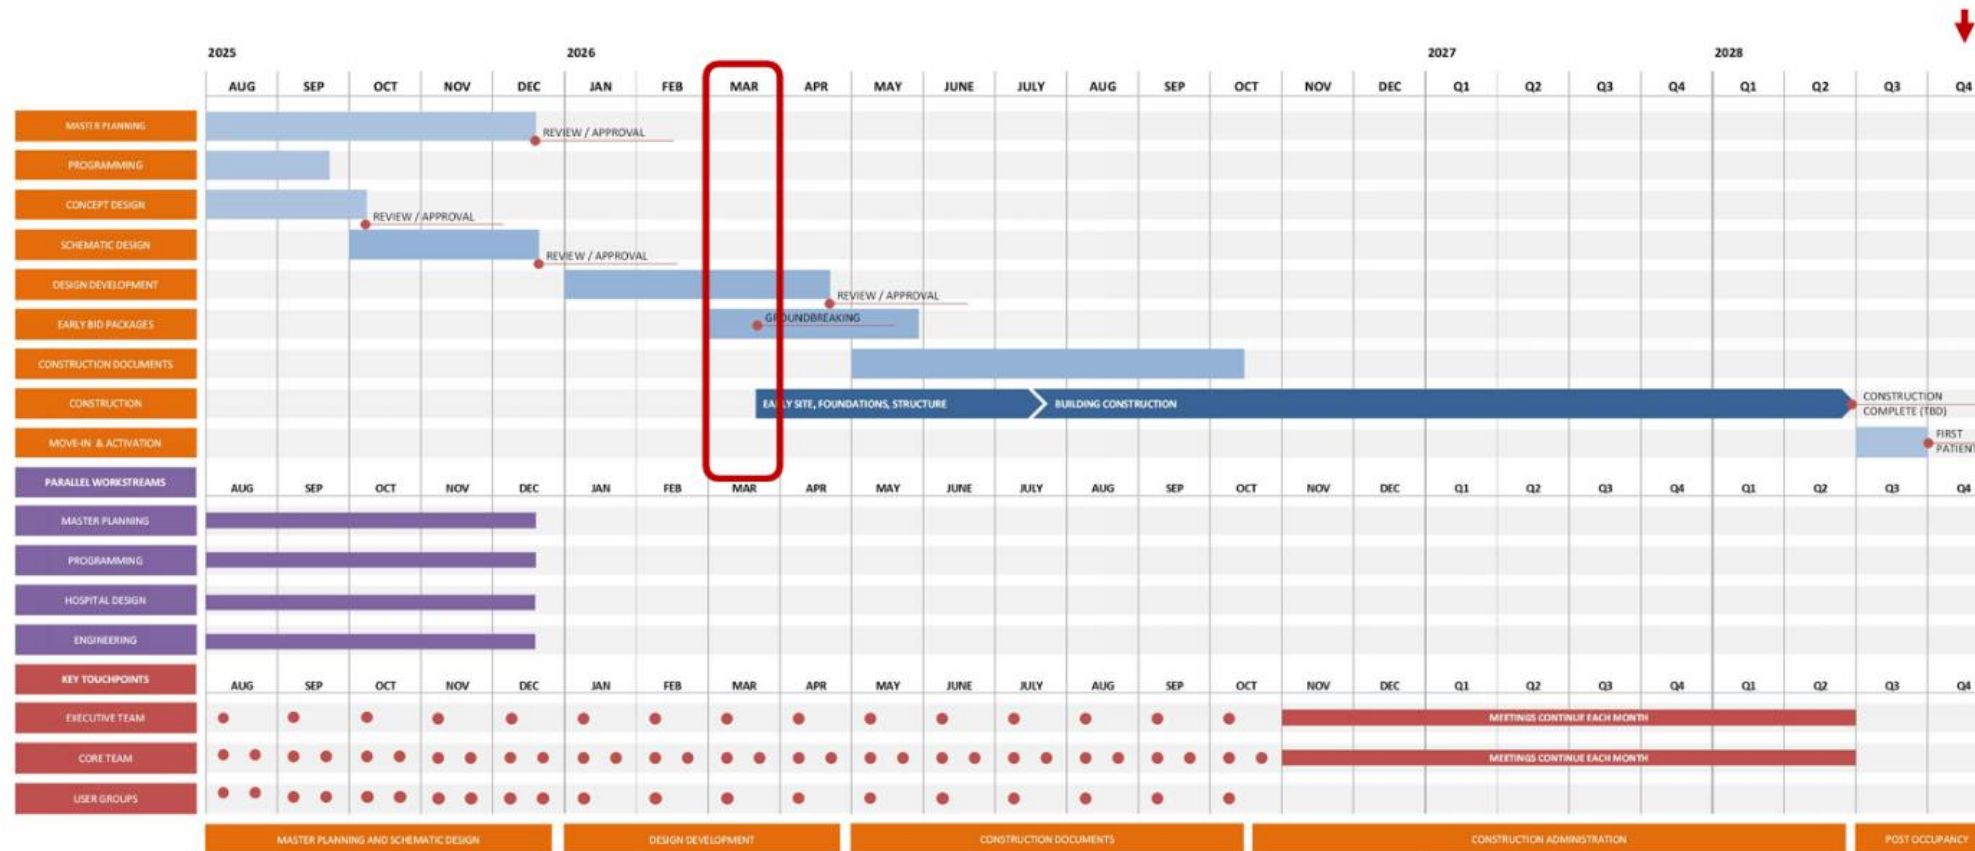 2025 2026 2027 2028
AUG SEP OCT NOV DEC JAN FEB MAR APR MAY JUNE JULY AUG SEP OCT NOV DEC Q1 Q2 Q3 Q4 Q1 Q2 Q3 Q4
MASTER PLANNING
REVIEW / APPROVAL
PROGRAMMING
CONCEPT DESIGN
REVIEW / APPROVAL
SCHEMATIC DESIGN
REVIEW / APPROVAL
DESIGN DEVELOPMENT
REVIEW / APPROVAL
EARLY BID PACKAGES
GROUNDBREAKING
CONSTRUCTION DOCUMENTS
CONSTRUCTION
EARLY SITE, FOUNDATIONS, STRUCTURE
BUILDING CONSTRUCTION
CONSTRUCTION
COMPLETE (TBD)
MOVE-IN & ACTIVATION
FIRST
PATIENT
PARALLEL WORKSTREAMS
AUG SEP OCT NOV DEC JAN FEB MAR APR MAY JUNE JULY AUG SEP OCT NOV DEC Q1 Q2 Q3 Q4 Q1 Q2 Q3 Q4
MASTER PLANNING
PROGRAMMING
HOSPITAL DESIGN
ENGINEERING
KEY TOUCHPOINTS
AUG SEP OCT NOV DEC JAN FEB MAR APR MAY JUNE JULY AUG SEP OCT NOV DEC Q1 Q2 Q3 Q4 Q1 Q2 Q3 Q4
EXECUTIVE TEAM
MEETINGS CONTINUE EACH MONTH
CORE TEAM
MEETINGS CONTINUE EACH MONTH
USER GROUPS
MASTER PLANNING AND SCHEMATIC DESIGN
DESIGN DEVELOPMENT
CONSTRUCTION DOCUMENTS
CONSTRUCTION ADMINISTRATION
POST OCCUPANCY